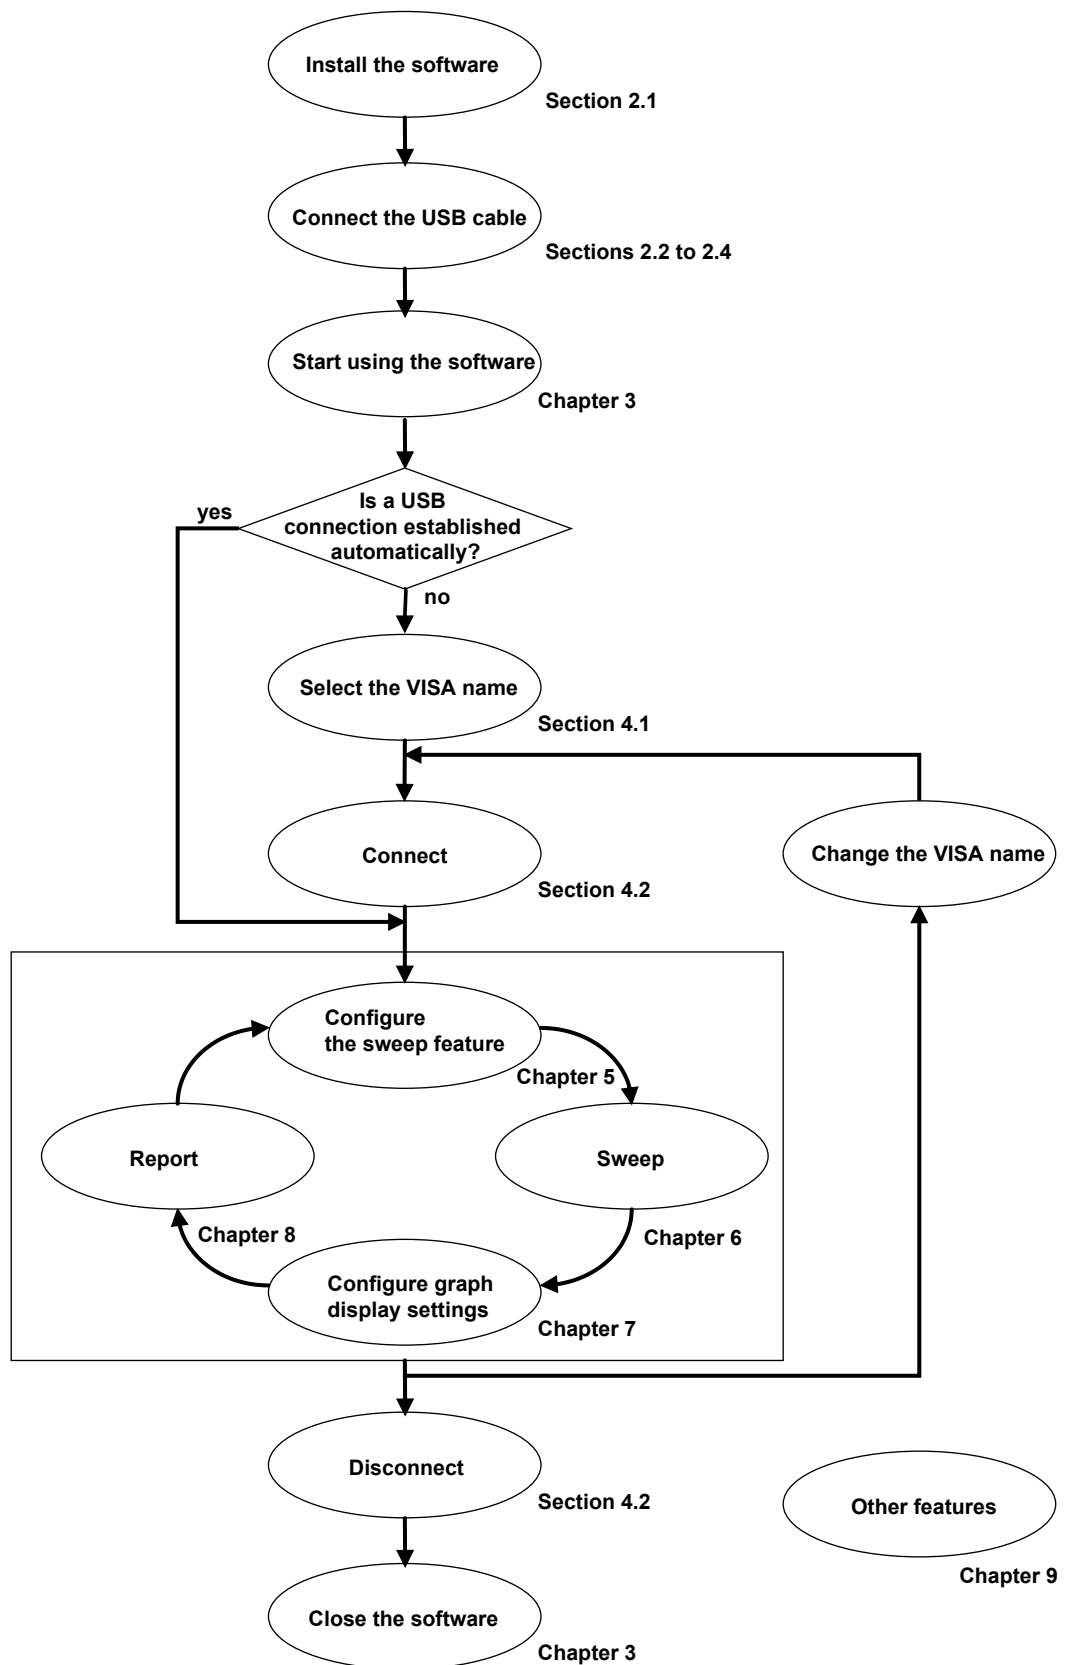 Install the software
Section 2.1
Connect the USB cable
Sections 2.2 to 2.4
Start using the software
Chapter 3
yes
Is a USB
connection established
automatically?
no
Select the VISA name
Section 4.1
Connect
Section 4.2
Change the VISA name
Configure
the sweep feature
Chapter 5
Report
Sweep
Chapter 8
Chapter 6
Configure graph
display settings
Chapter 7
Disconnect
Section 4.2
Other features
Chapter 9
Close the software
Chapter 3